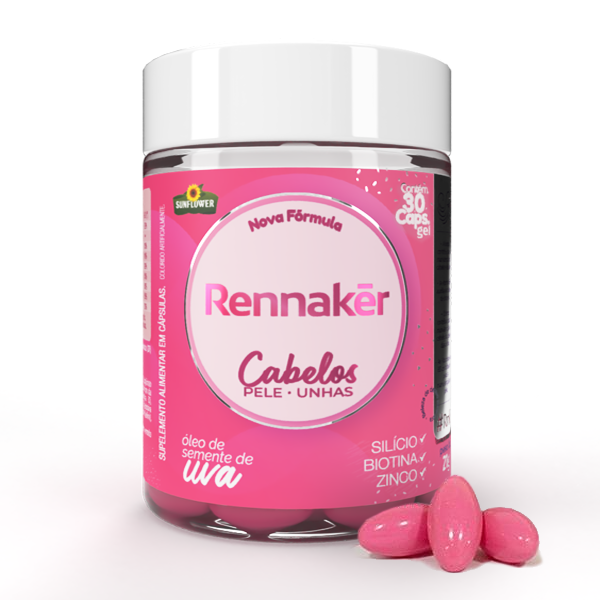 SUNFLOWER
Nova Fórmula
Contém
30
Caps.
gel
Rennakēr
Cabelos
PELE • UNHAS
óleo de
semente de
uva
SILÍCIO ✓
BIOTINA ✓
ZINCO ✓
SUPLEMENTO ALIMENTAR EM CÁPSULAS.
COLORIDO ARTIFICIALMENTE.